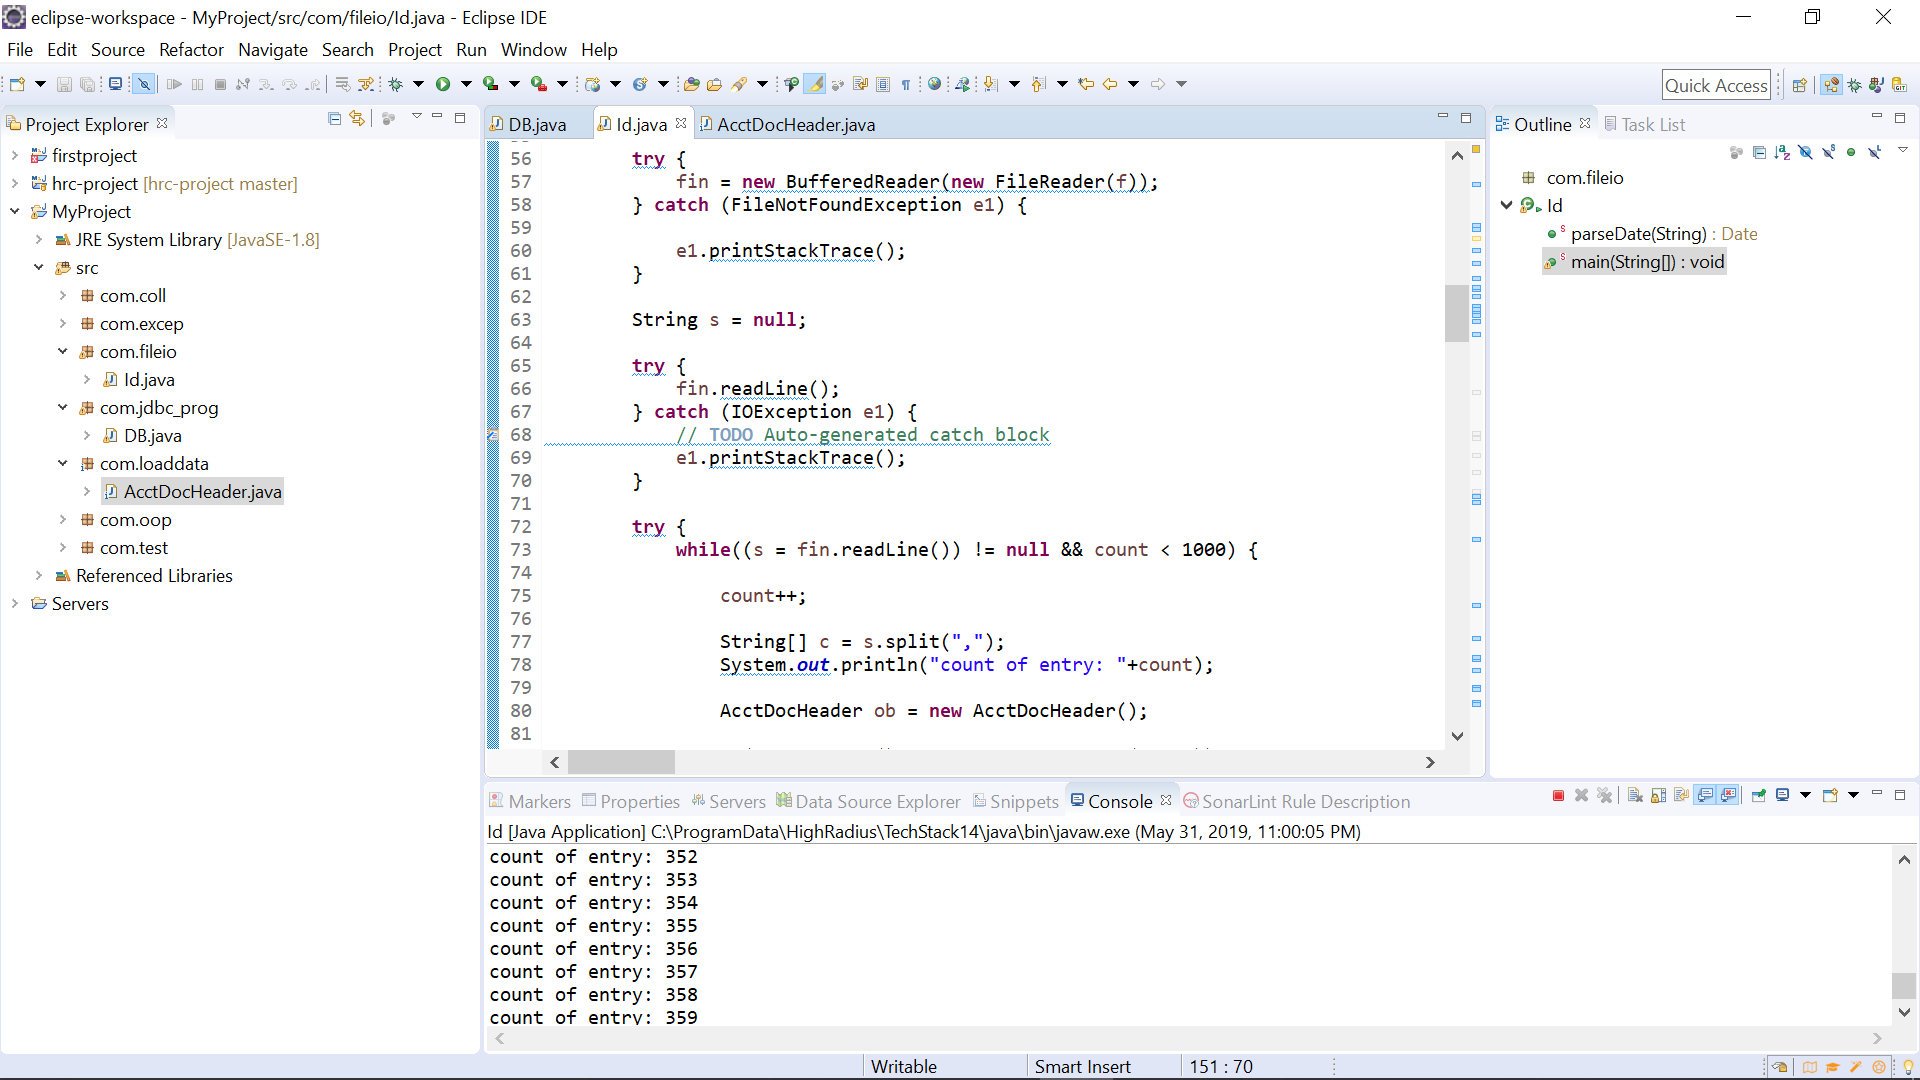 eclipse-workspace - MyProject/src/com/fileio/Id.java - Eclipse IDE
File Edit Source Refactor Navigate Search Project Run Window Help
Quick Access
Project Explorer
firstproject
hrc-project [hrc-project master]
MyProject
JRE System Library [JavaSE-1.8]
src
com.coll
com.excep
com.fileio
Id.java
com.jdbc_prog
DB.java
com.loaddata
AcctDocHeader.java
com.oop
com.test
Referenced Libraries
Servers
DB.java Id.java AcctDocHeader.java
56 try {
57 fin = new BufferedReader(new FileReader(f));
58 } catch (FileNotFoundException e1) {
59
60 e1.printStackTrace();
61 }
62
63 String s = null;
64
65 try {
66 fin.readLine();
67 } catch (IOException e1) {
68 // TODO Auto-generated catch block
69 e1.printStackTrace();
70 }
71
72 try {
73 while((s = fin.readLine()) != null && count < 1000) {
74
75 count++;
76
77 String[] c = s.split(",");
78 System.out.println("count of entry: "+count);
79
80 AcctDocHeader ob = new AcctDocHeader();
81
Outline Task List
com.fileio
Id
parseDate(String) : Date
main(String[]) : void
Markers Properties Servers Data Source Explorer Snippets Console SonarLint Rule Description
Id [Java Application] C:\ProgramData\HighRadius\TechStack14\java\bin\javaw.exe (May 31, 2019, 11:00:05 PM)
count of entry: 352
count of entry: 353
count of entry: 354
count of entry: 355
count of entry: 356
count of entry: 357
count of entry: 358
count of entry: 359
Writable Smart Insert 151 : 70